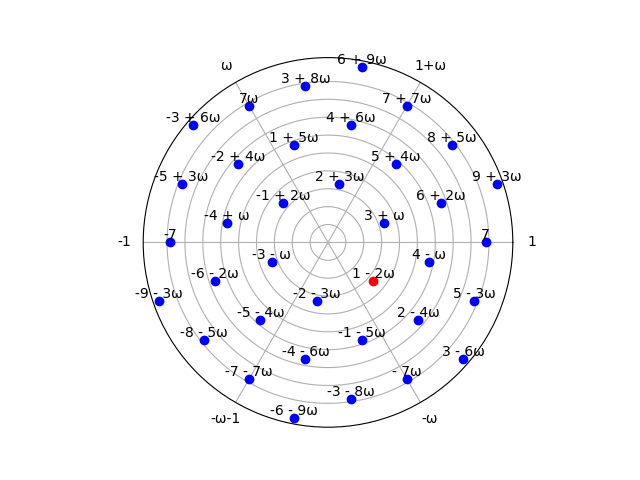 6 + 9ω
ω
1+ω
3 + 8ω
7ω
7 + 7ω
-3 + 6ω
4 + 6ω
1 + 5ω
8 + 5ω
-2 + 4ω
5 + 4ω
-5 + 3ω
2 + 3ω
9 + 3ω
-1 + 2ω
6 + 2ω
-4 + ω
3 + ω
-1
-7
7
1
-3 - ω
4 - ω
-6 - 2ω
1 - 2ω
-9 - 3ω
-2 - 3ω
5 - 3ω
-5 - 4ω
2 - 4ω
-8 - 5ω
-1 - 5ω
-4 - 6ω
3 - 6ω
-7 - 7ω
- 7ω
-3 - 8ω
-6 - 9ω
-ω-1
-ω